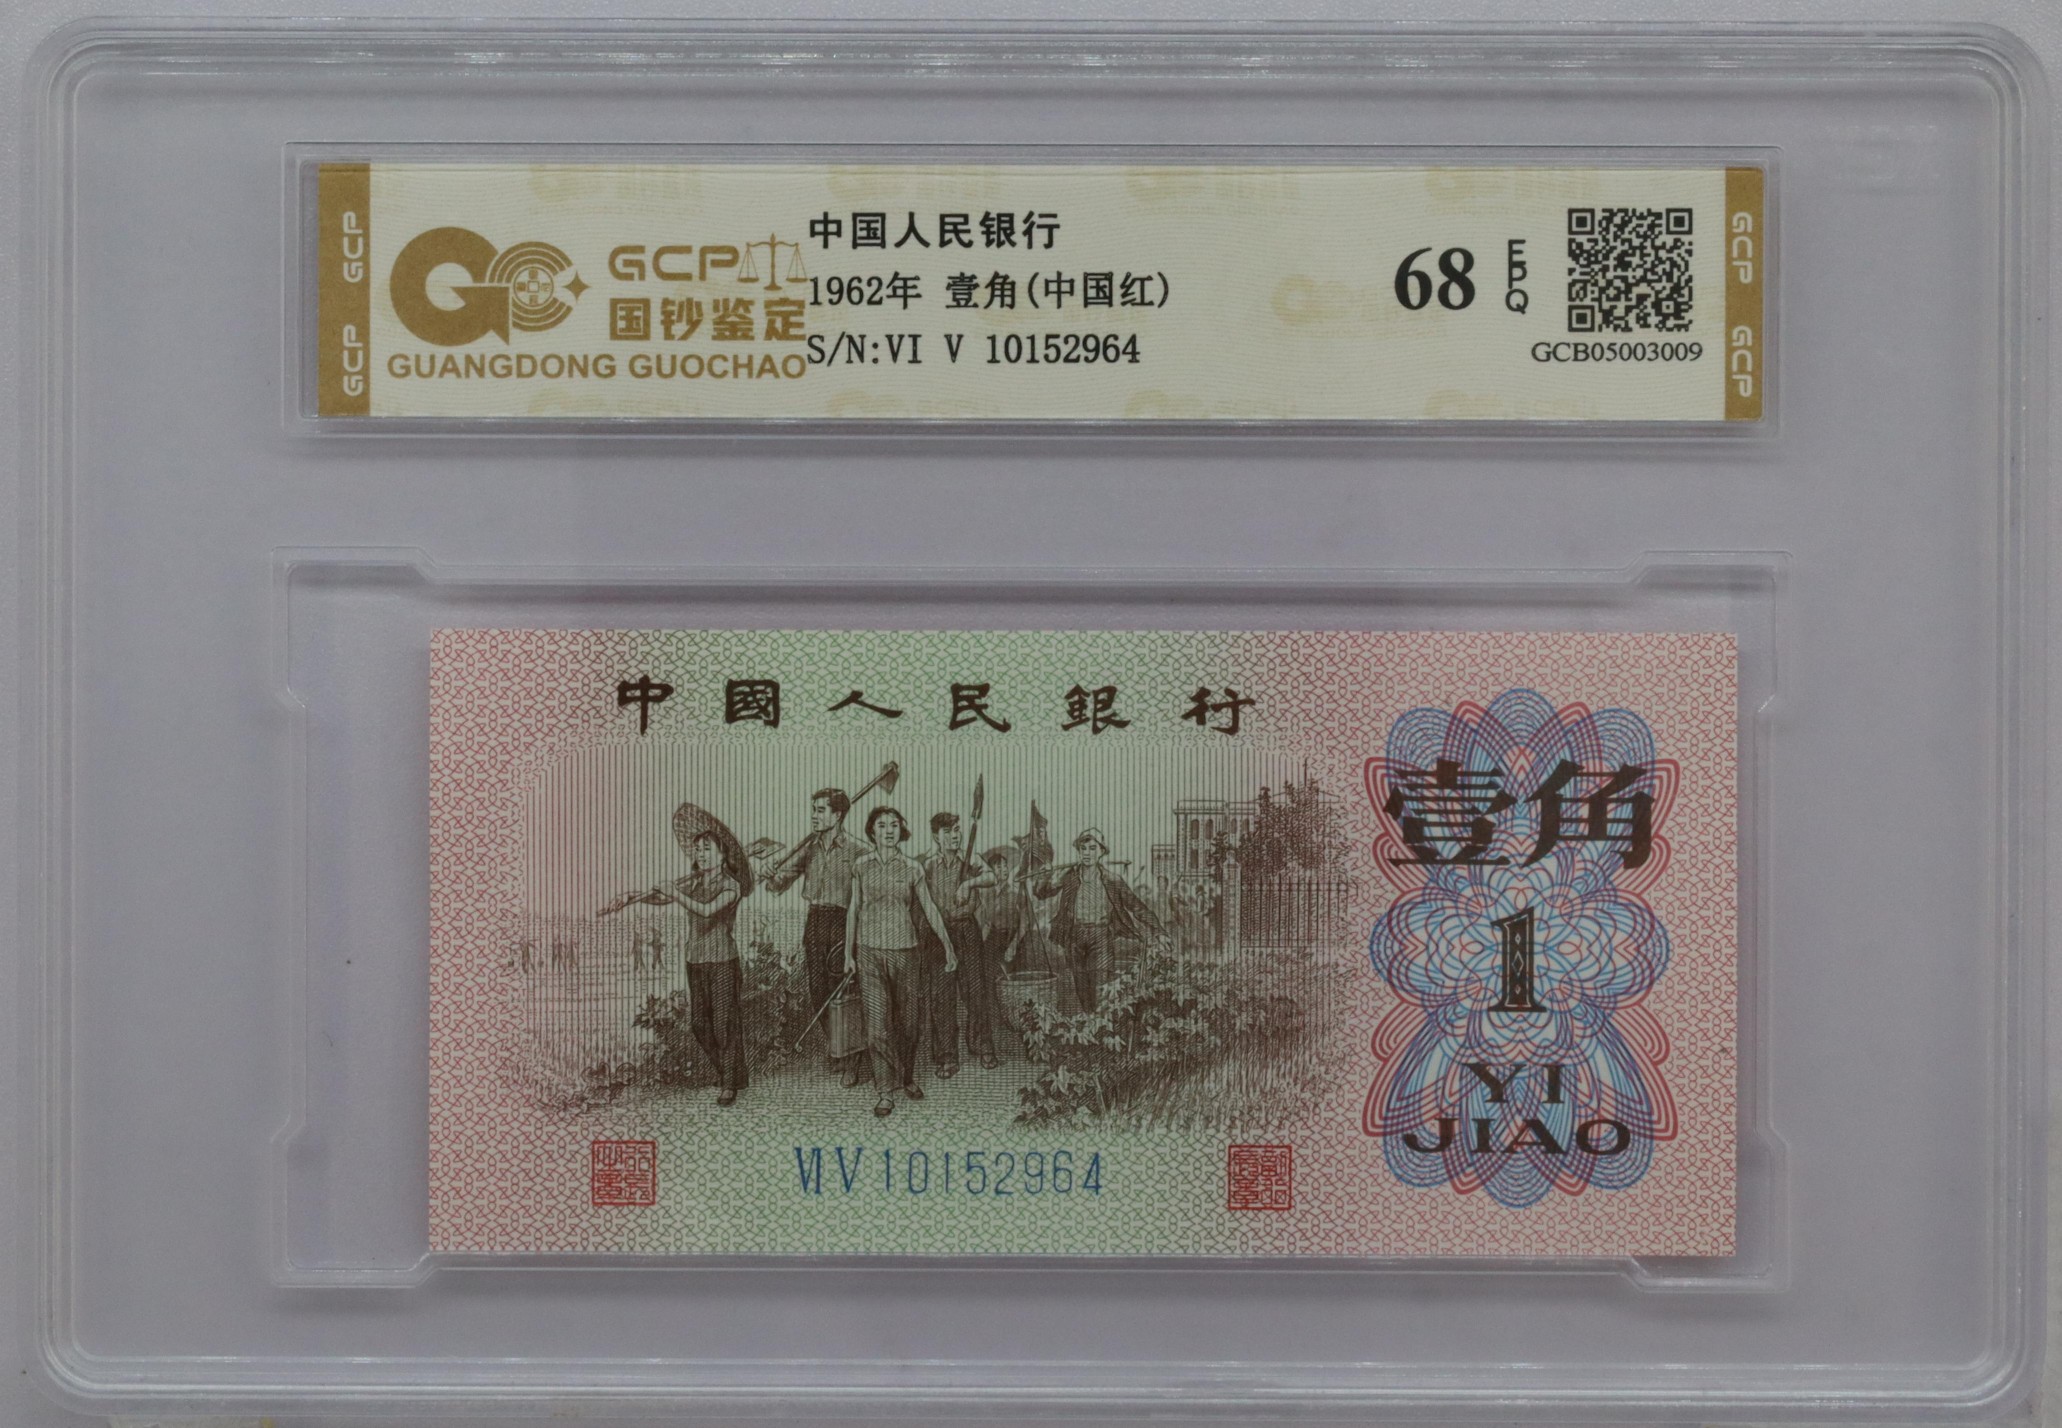 GCP GCP
GCP
国钞鉴定
GUANGDONG GUOCHAO
中国人民银行
1962年 壹角(中国红)
S/N:VI V 10152964
68 EPQ
GCB05003009
GCP GCP
中國人民銀行
壹角
1
YI
JIAO
VI V 10152964